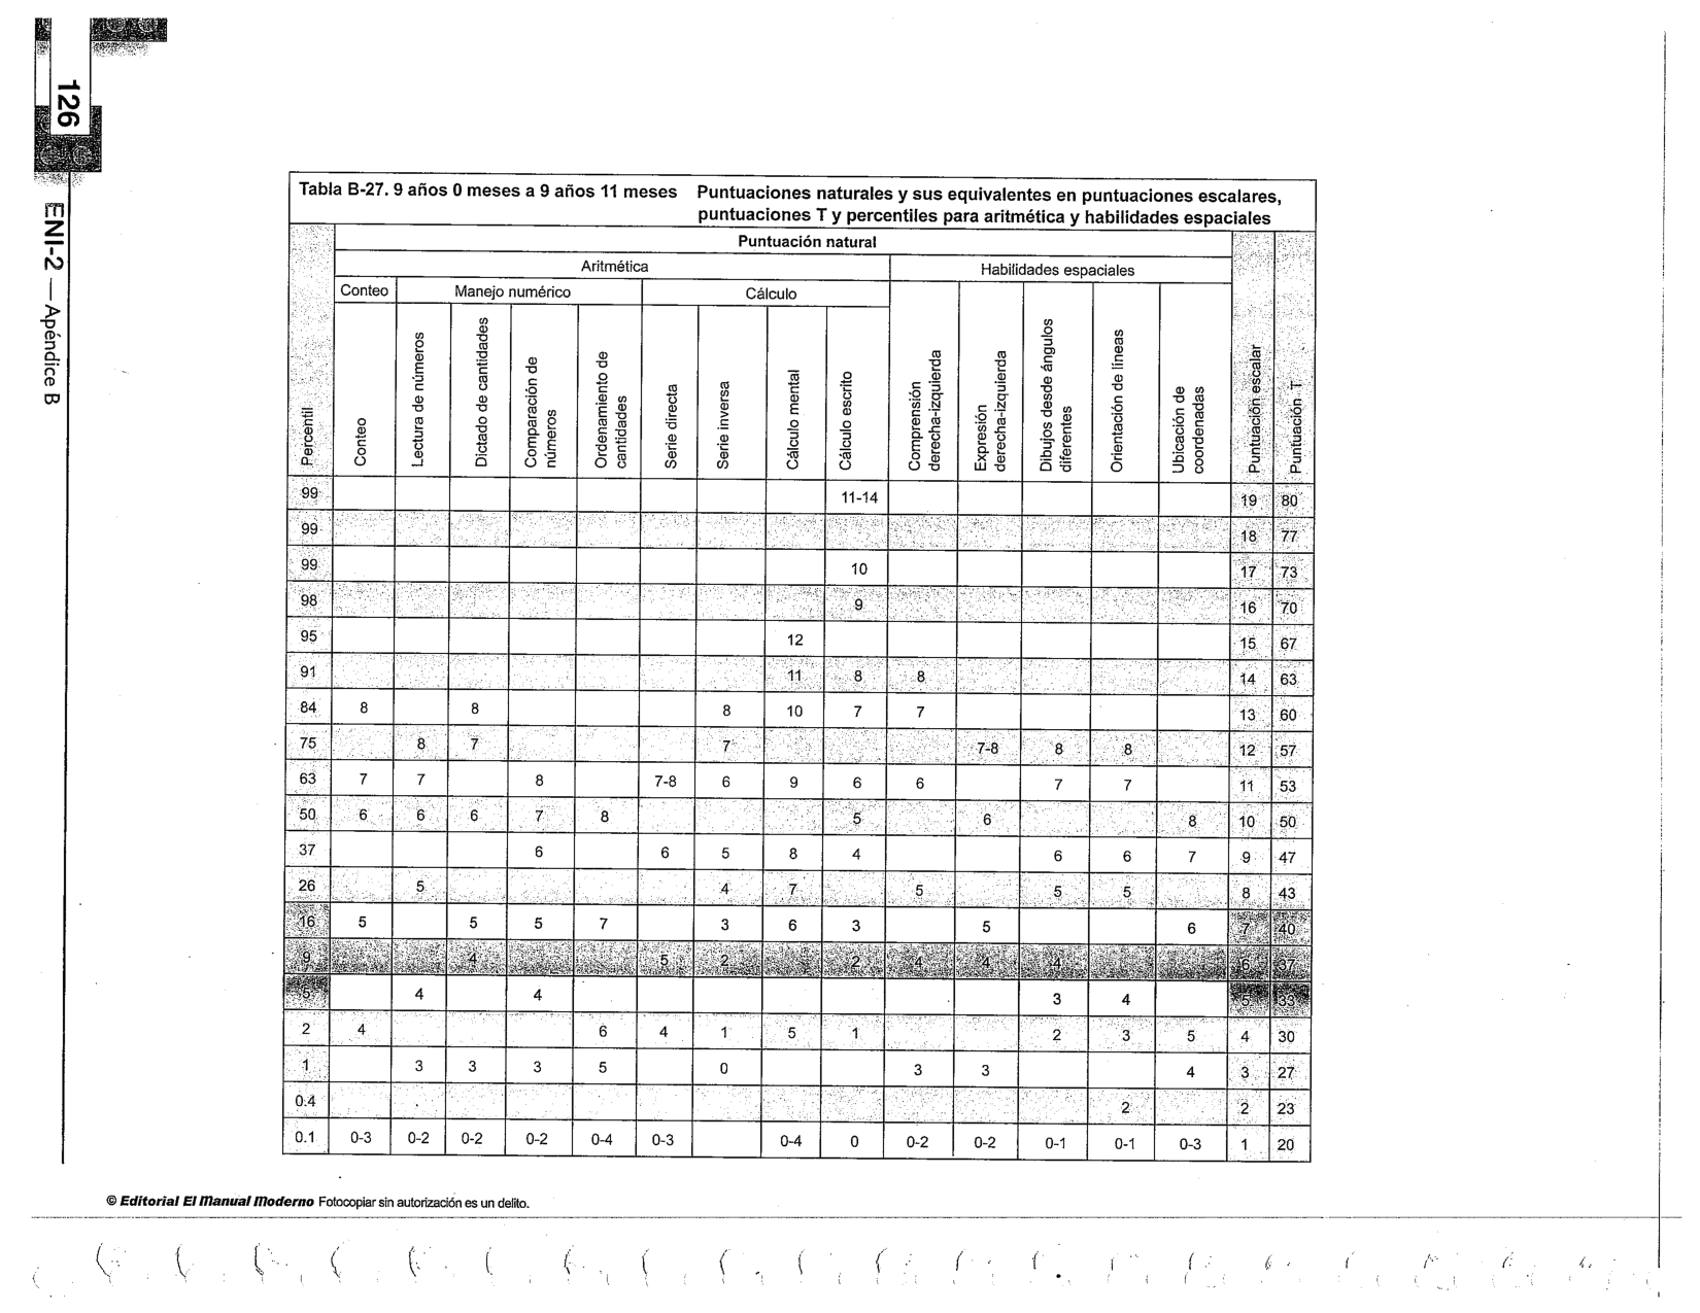 126
ENI-2 — Apéndice B
Tabla B-27. 9 años 0 meses a 9 años 11 meses Puntuaciones naturales y sus equivalentes en puntuaciones escalares,
puntuaciones T y percentiles para aritmética y habilidades espaciales
Puntuación natural
Aritmética Habilidades espaciales
Conteo Manejo numérico Cálculo
Percentil
Conteo
Lectura de números
Dictado de cantidades
Comparación de
números
Ordenamiento de
cantidades
Serie directa
Serie inversa
Cálculo mental
Cálculo escrito
Comprensión
derecha-izquierda
Expresión
derecha-izquierda
Dibujos desde ángulos
diferentes
Orientación de líneas
Ubicación de
coordenadas
Puntuación escalar
Puntuación T
99 11-14 19 80
99 18 77
99 10 17 73
98 9 16 70
95 12 15 67
91 11 8 8 14 63
84 8 8 8 10 7 7 13 60
75 8 7 7 7-8 8 8 12 57
63 7 7 8 7-8 6 9 6 6 7 7 11 53
50 6 6 6 7 8 5 6 8 10 50
37 6 6 5 8 4 6 6 7 9 47
26 5 4 7 5 5 5 8 43
16 5 5 5 7 3 6 3 5 6 7 40
9 4 5 2 2 4 4 4 6 37
5 4 4 3 4 5 33
2 4 6 4 1 5 1 2 3 5 4 30
1 3 3 3 5 0 3 3 4 3 27
0.4 2 2 23
0.1 0-3 0-2 0-2 0-2 0-4 0-3 0-4 0 0-2 0-2 0-1 0-1 0-3 1 20
© Editorial El Manual Moderno Fotocopiar sin autorización es un delito.